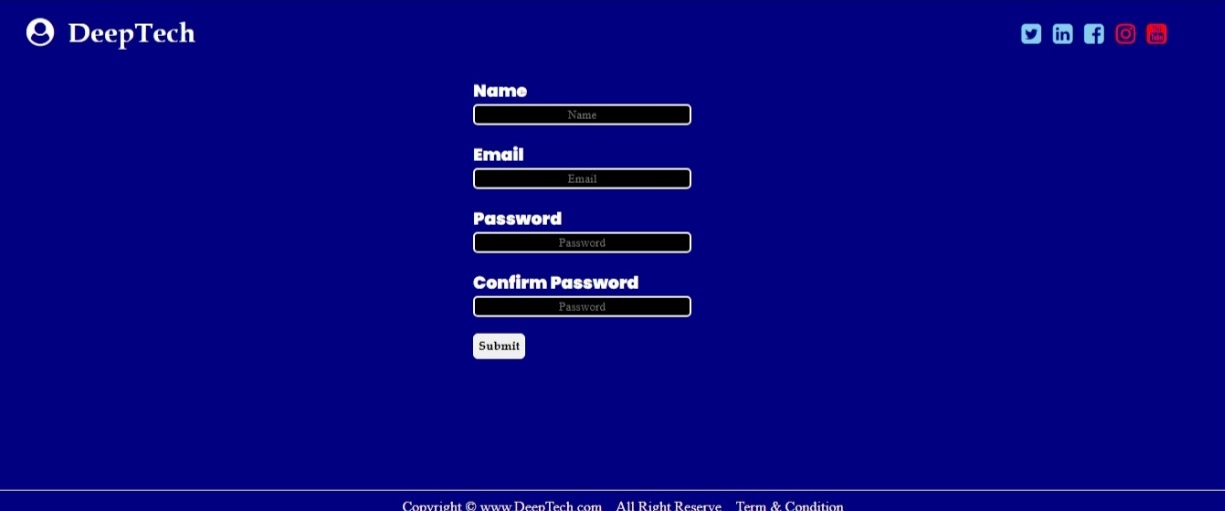 DeepTech
Name
Name
Email
Email
Password
Password
Confirm Password
Password
Submit
Copyright © www.DeepTech.com All Right Reserve Term & Condition